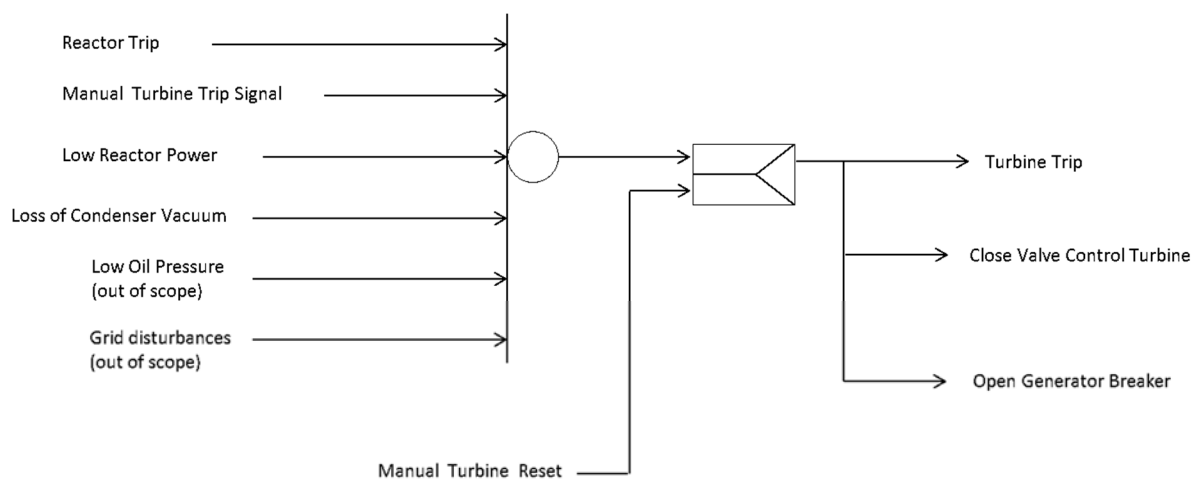 Reactor Trip
Manual Turbine Trip Signal
Low Reactor Power
Loss of Condenser Vacuum
Low Oil Pressure
(out of scope)
Grid disturbances
(out of scope)
Manual Turbine Reset
Turbine Trip
Close Valve Control Turbine
Open Generator Breaker